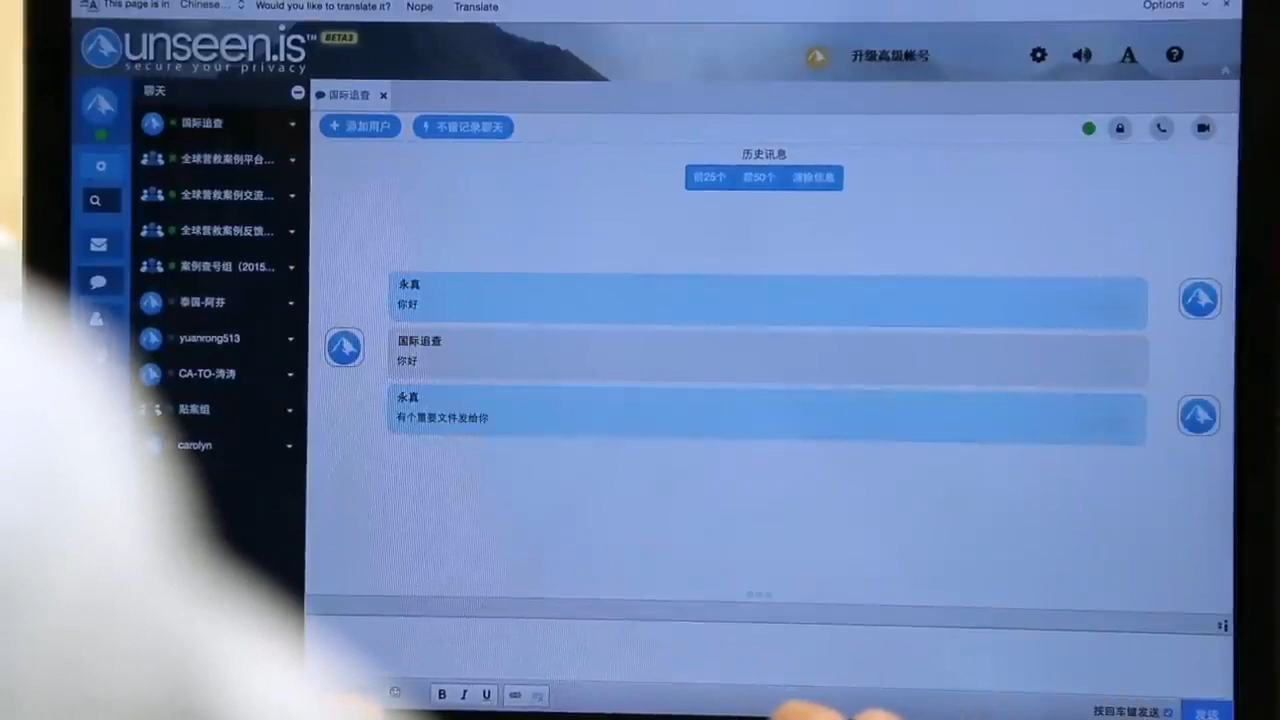 This page is in Chinese... Would you like to translate it? Nope Translate Options
unseen.is™ BETA3
secure your privacy
升级高级帐号
聊天
国际追查
国际追查
全球营救案例平台...
全球营救案例交流...
全球营救案例反馈...
案例查号组（2015...
泰国-阿芬
yuanrong513
CA-TO-涛涛
贴案组
carolyn
添加用户 不留记录聊天
历史讯息
前25个 前50个 清除信息
永真
你好
国际追查
你好
永真
有个重要文件发给你
B I U
按回车键发送
发送